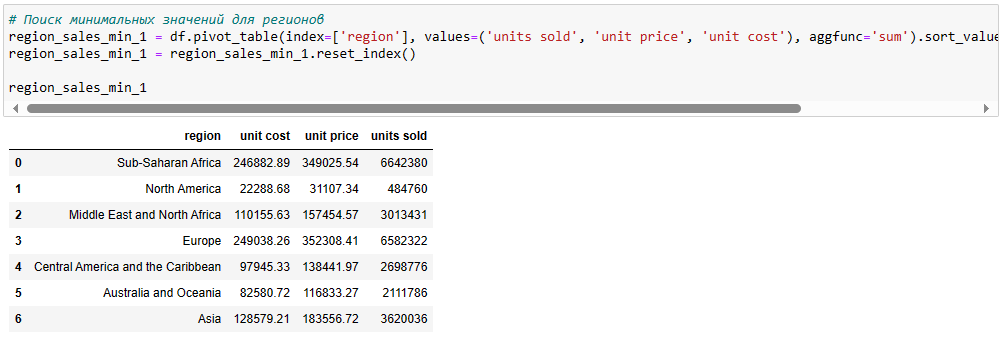 # Поиск минимальных значений для регионов
region_sales_min_1 = df.pivot_table(index=['region'], values=('units sold', 'unit price', 'unit cost'), aggfunc='sum').sort_value
region_sales_min_1 = region_sales_min_1.reset_index()
region_sales_min_1
region unit cost unit price units sold
0 Sub-Saharan Africa 246882.89 349025.54 6642380
1 North America 22288.68 31107.34 484760
2 Middle East and North Africa 110155.63 157454.57 3013431
3 Europe 249038.26 352308.41 6582322
4 Central America and the Caribbean 97945.33 138441.97 2698776
5 Australia and Oceania 82580.72 116833.27 2111786
6 Asia 128579.21 183556.72 3620036